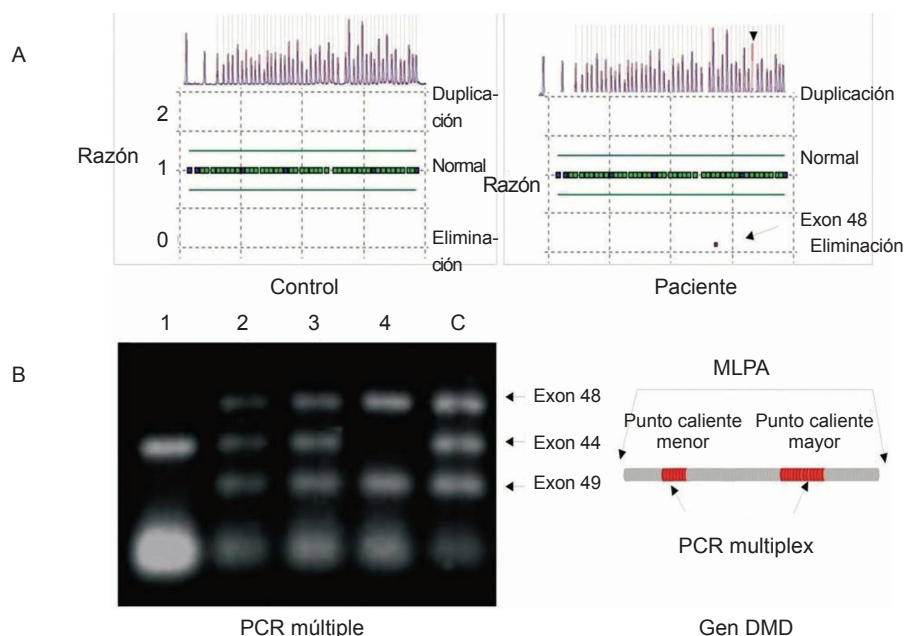 A
Duplica-
ción
2
Razón
1
Normal
0
Elimina-
ción
Control
Duplicación
Normal
Razón
Exon 48
Eliminación
Paciente
1 2 3 4 C
B
Exon 48
Exon 44
Exon 49
PCR múltiple
MLPA
Punto caliente
menor
Punto caliente
mayor
PCR multiplex
Gen DMD